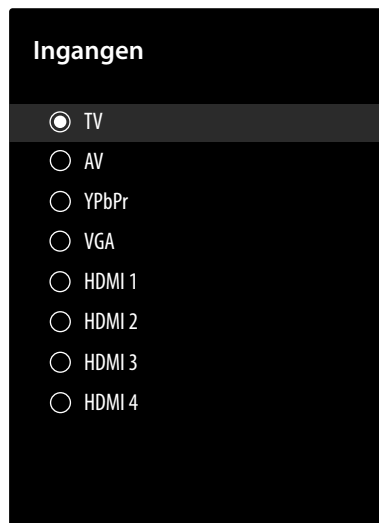 Ingangen
TV
AV
YPbPr
VGA
HDMI 1
HDMI 2
HDMI 3
HDMI 4